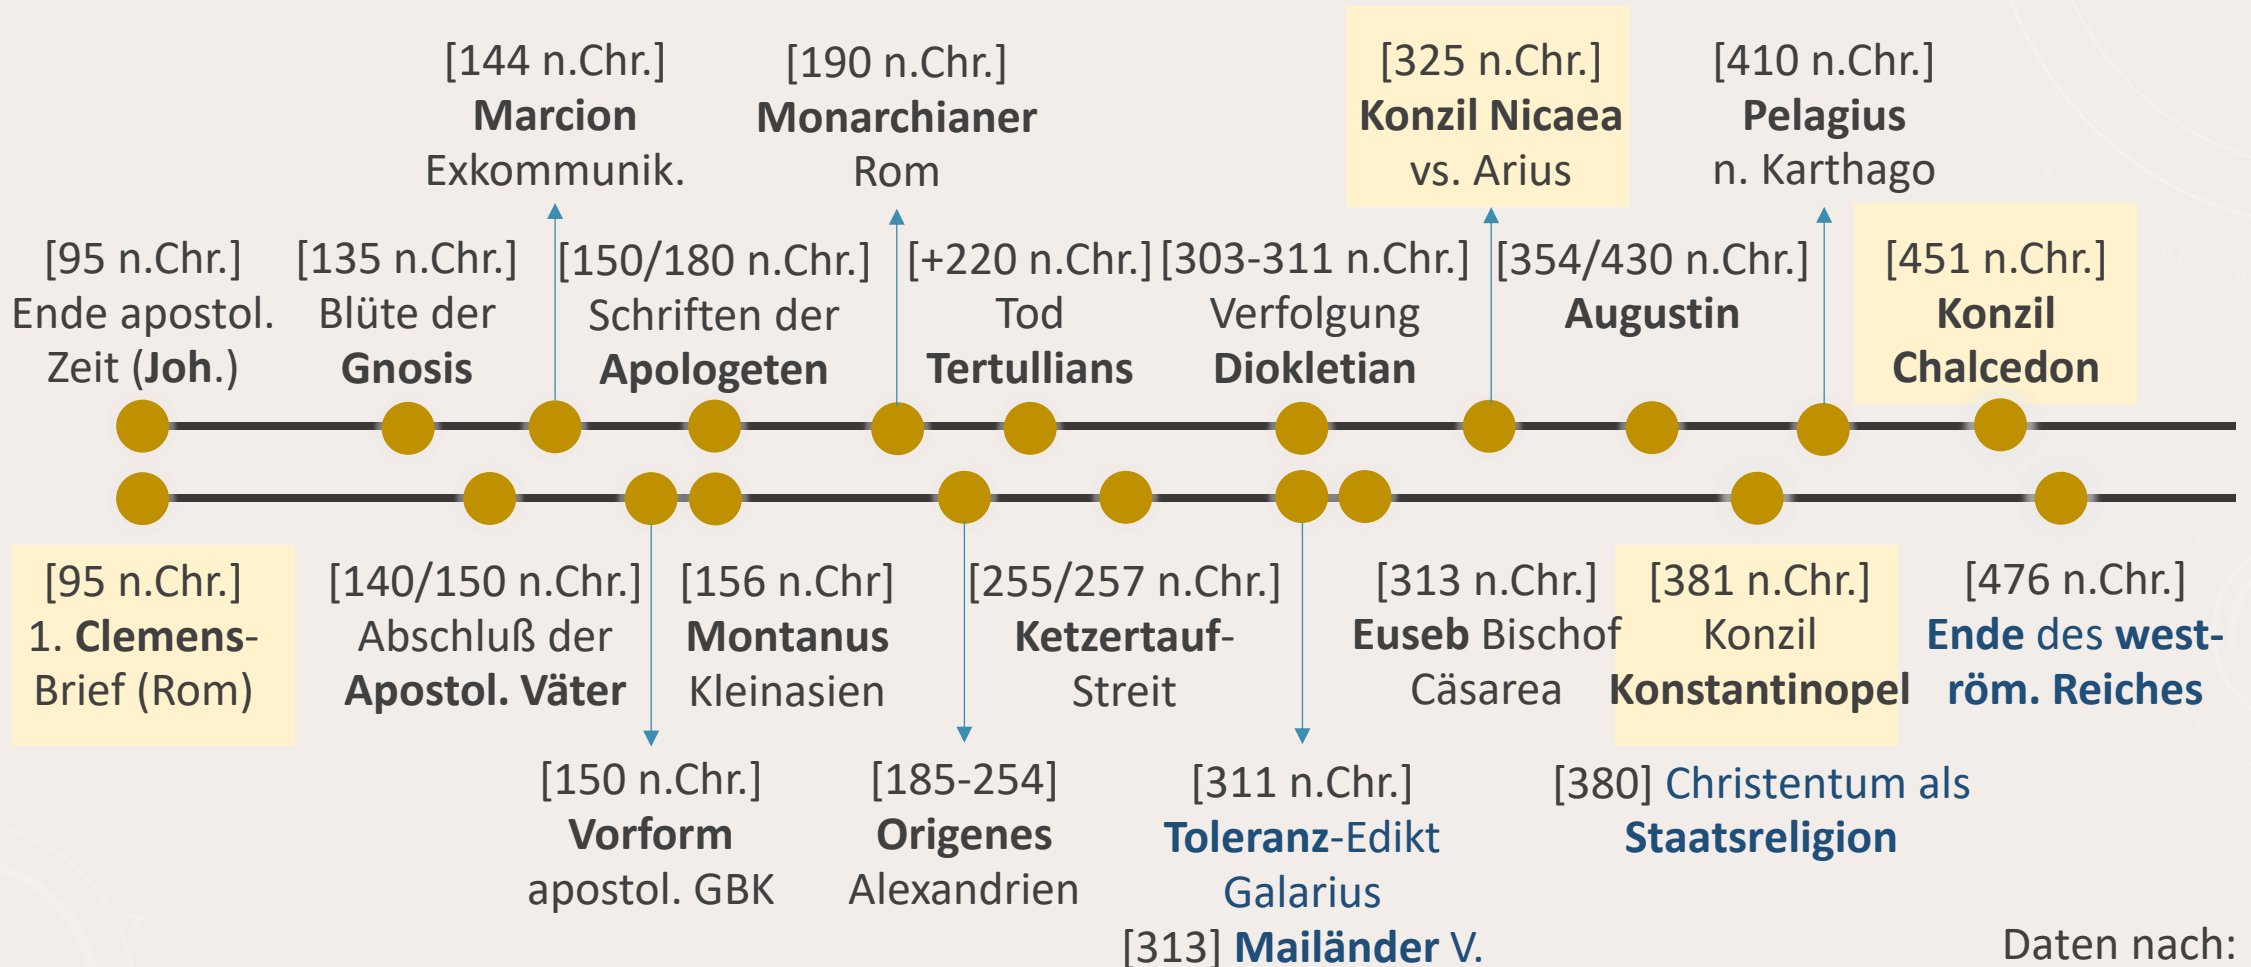 [144 n.Chr.]
Marcion
Exkommunik.
[190 n.Chr.]
Monarchianer
Rom
[325 n.Chr.]
Konzil Nicaea
vs. Arius
[410 n.Chr.]
Pelagius
n. Karthago
[95 n.Chr.]
Ende apostol.
Zeit (Joh.)
[135 n.Chr.]
Blüte der
Gnosis
[150/180 n.Chr.]
Schriften der
Apologeten
[+220 n.Chr.]
Tod
Tertullians
[303-311 n.Chr.]
Verfolgung
Diokletian
[354/430 n.Chr.]
Augustin
[451 n.Chr.]
Konzil
Chalcedon
[95 n.Chr.]
1. Clemens-
Brief (Rom)
[140/150 n.Chr.]
Abschluß der
Apostol. Väter
[156 n.Chr]
Montanus
Kleinasien
[255/257 n.Chr.]
Ketzertauf-
Streit
[313 n.Chr.]
Euseb Bischof
Cäsarea
[381 n.Chr.]
Konzil
Konstantinopel
[476 n.Chr.]
Ende des west-
röm. Reiches
[150 n.Chr.]
Vorform
apostol. GBK
[185-254]
Origenes
Alexandrien
[311 n.Chr.]
Toleranz-Edikt
Galarius
[313] Mailänder V.
[380] Christentum als
Staatsreligion
Daten nach: